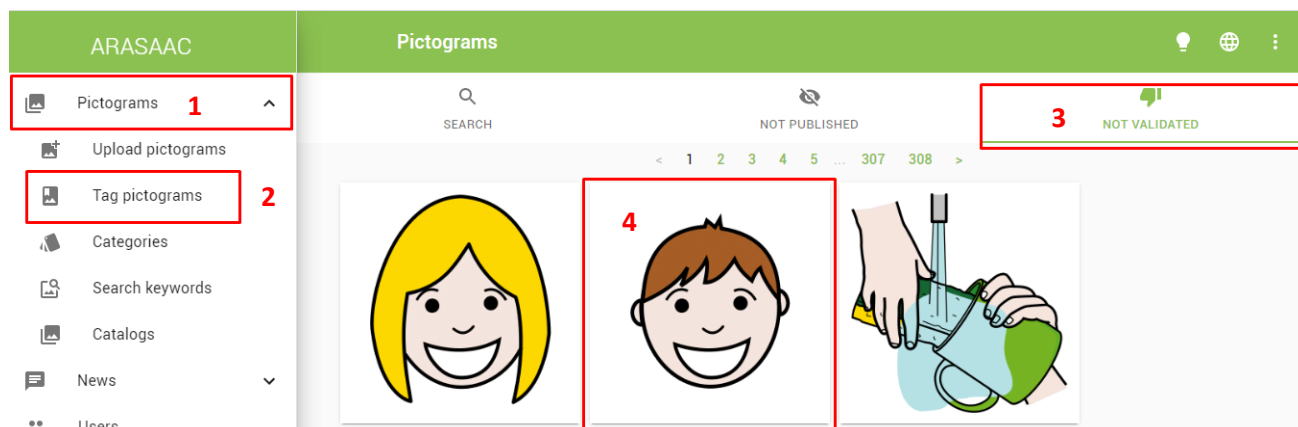 ARASAAC
Pictograms
Pictograms 1
Upload pictograms
Tag pictograms 2
Categories
Search keywords
Catalogs
News
Users
SEARCH
NOT PUBLISHED
3 NOT VALIDATED
< 1 2 3 4 5 ... 307 308 >
4